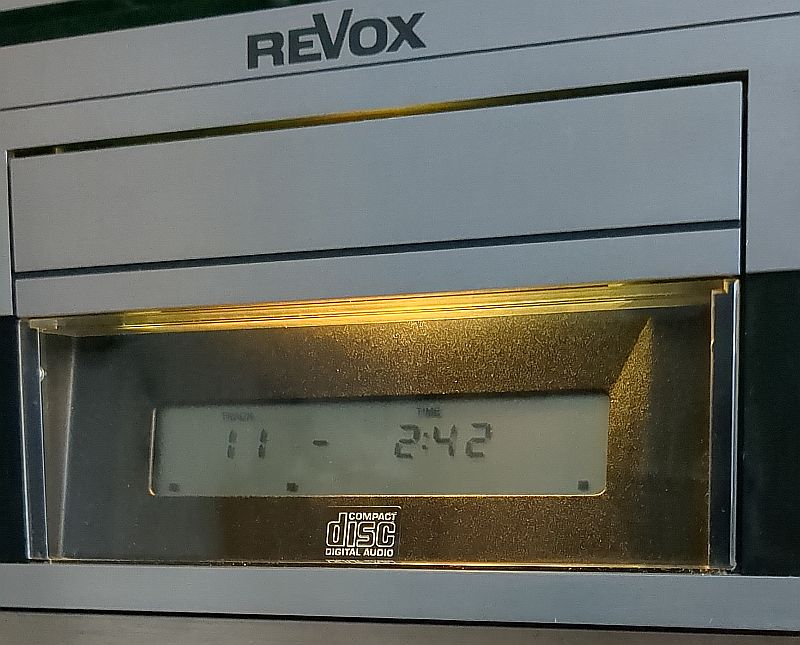 REVOX
TRACK TIME
11 - 2:42
COMPACT
disc
DIGITAL AUDIO